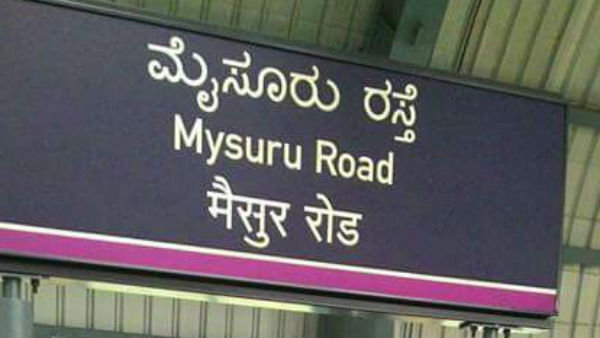 ಮೈಸೂರು ರಸ್ತೆ
Mysuru Road
मैसुर रोड